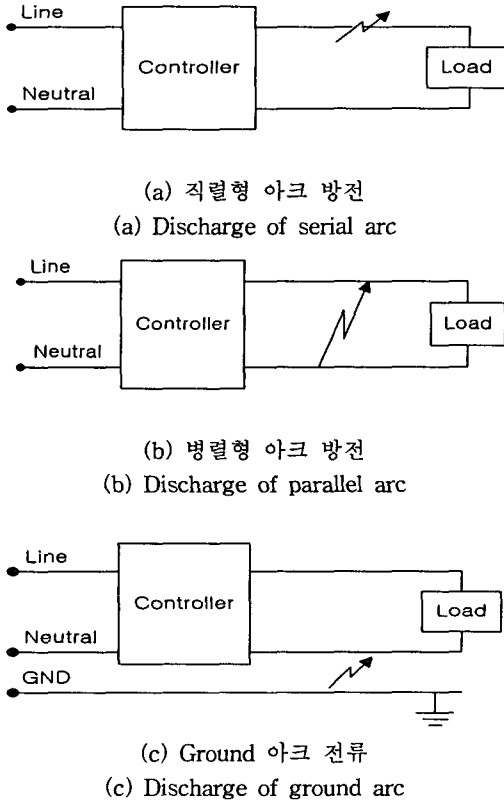 Line
Controller
Load
Neutral
(a) 직렬형 아크 방전
(a) Discharge of serial arc
Line
Controller
Load
Neutral
(b) 병렬형 아크 방전
(b) Discharge of parallel arc
Line
Controller
Load
Neutral
GND
(c) Ground 아크 전류
(c) Discharge of ground arc